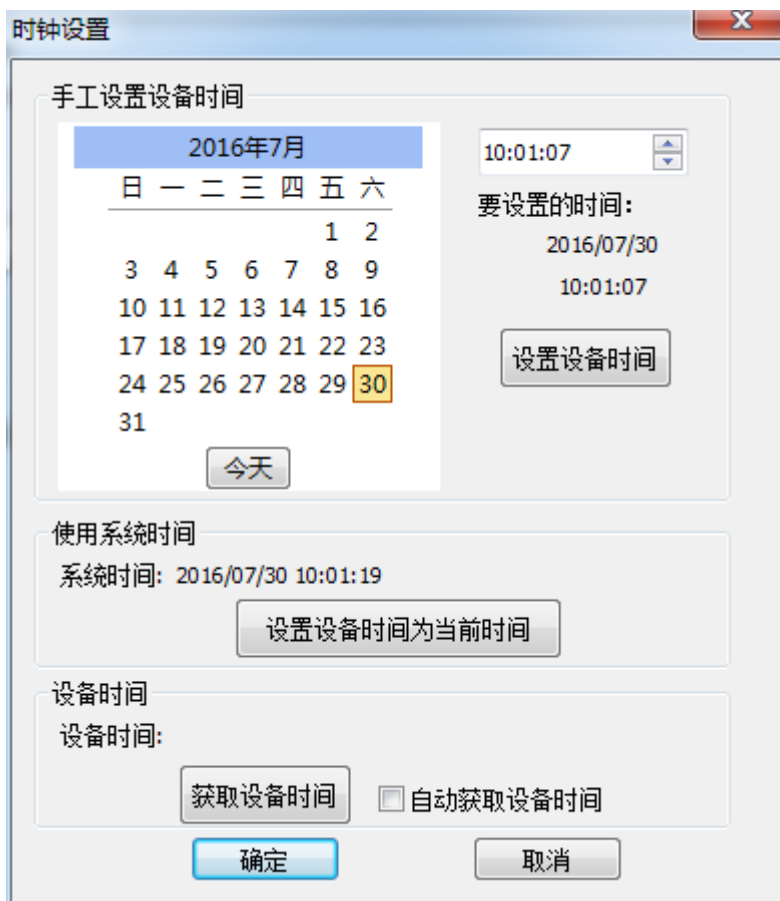 时钟设置
手工设置设备时间
2016年7月
日 一 二 三 四 五 六
1 2
3 4 5 6 7 8 9
10 11 12 13 14 15 16
17 18 19 20 21 22 23
24 25 26 27 28 29 30
31
今天
10:01:07
要设置的时间:
2016/07/30
10:01:07
设置设备时间
使用系统时间
系统时间: 2016/07/30 10:01:19
设置设备时间为当前时间
设备时间
设备时间:
获取设备时间
自动获取设备时间
确定
取消